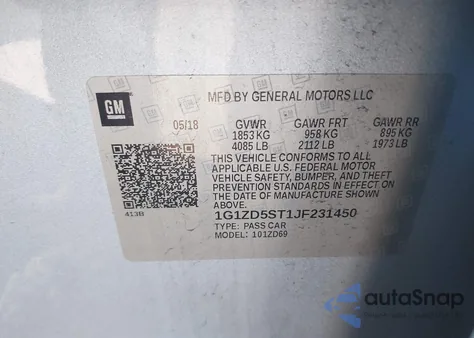 GM
MFD BY GENERAL MOTORS LLC
05/18 GVWR GAWR FRT GAWR RR
1853 KG 958 KG 895 KG
4085 LB 2112 LB 1973 LB
THIS VEHICLE CONFORMS TO ALL
APPLICABLE U.S. FEDERAL MOTOR
VEHICLE SAFETY, BUMPER, AND THEFT
PREVENTION STANDARDS IN EFFECT ON
THE DATE OF MANUFACTURE SHOWN
ABOVE.
413B
1G1ZD5ST1JF231450
TYPE: PASS CAR
MODEL: 101ZD69
autoSnap